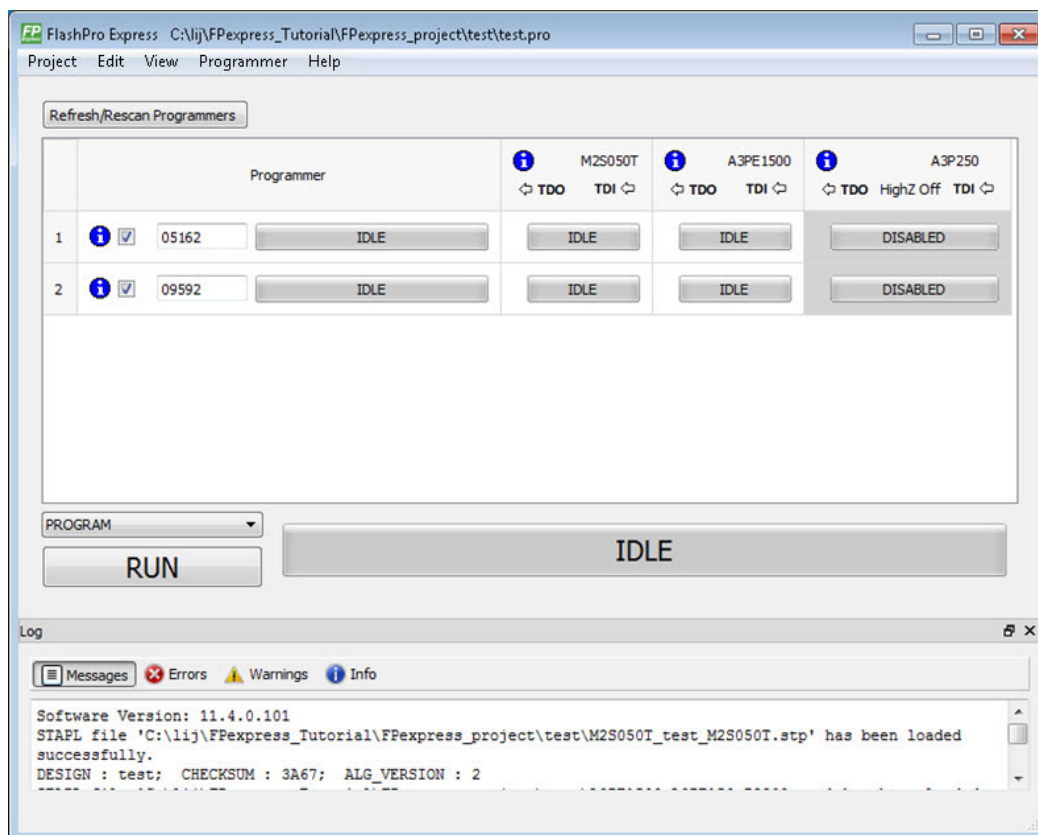 FP FlashPro Express C:\lij\FPexpress_Tutorial\FPexpress_project\test\test.pro
Project Edit View Programmer Help
Refresh/Rescan Programmers
Programmer M2S050T A3PE1500 A3P250
TDO TDI TDO TDI TDO HighZ Off TDI
1 05162 IDLE IDLE IDLE DISABLED
2 09592 IDLE IDLE IDLE DISABLED
PROGRAM
RUN
IDLE
Log
Messages Errors Warnings Info
Software Version: 11.4.0.101
STAPL file 'C:\lij\FPexpress_Tutorial\FPexpress_project\test\M2S050T_test_M2S050T.stp' has been loaded
successfully.
DESIGN : test; CHECKSUM : 3A67; ALG_VERSION : 2